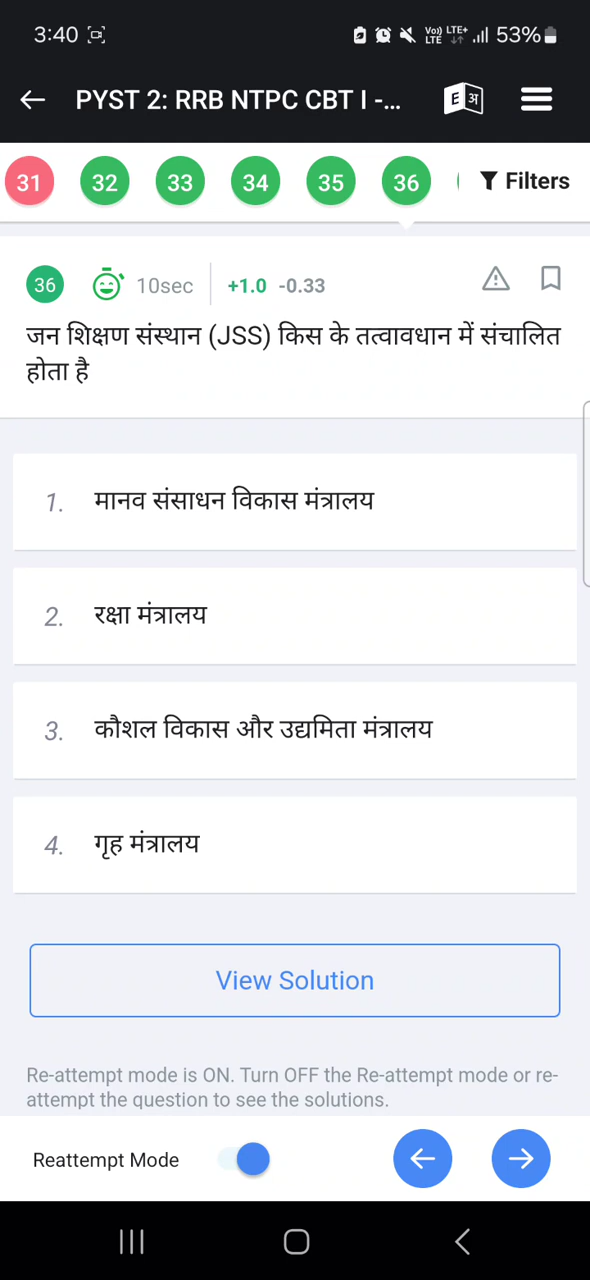 3:40
Vo)) LTE+
LTE
53%
PYST 2: RRB NTPC CBT I -...
E अ
31 32 33 34 35 36 Filters
36 10sec +1.0 -0.33
जन शिक्षण संस्थान (JSS) किस के तत्वावधान में संचालित
होता है
1. मानव संसाधन विकास मंत्रालय
2. रक्षा मंत्रालय
3. कौशल विकास और उद्यमिता मंत्रालय
4. गृह मंत्रालय
View Solution
Re-attempt mode is ON. Turn OFF the Re-attempt mode or re-
attempt the question to see the solutions.
Reattempt Mode